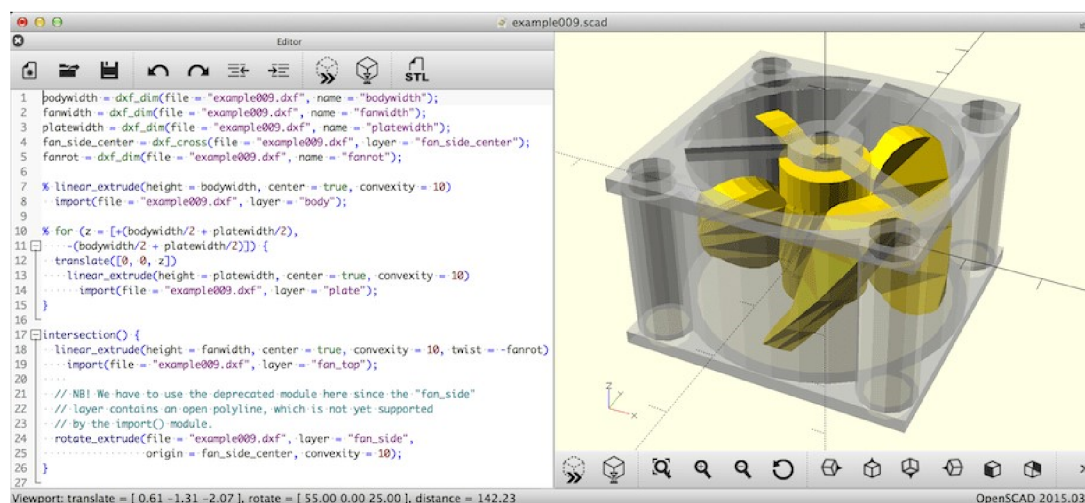 example009.scad
Editor
STL
1 bodywidth = dxf_dim(file = "example009.dxf", name = "bodywidth");
2 fanwidth = dxf_dim(file = "example009.dxf", name = "fanwidth");
3 platewidth = dxf_dim(file = "example009.dxf", name = "platewidth");
4 fan_side_center = dxf_cross(file = "example009.dxf", layer = "fan_side_center");
5 fanrot = dxf_dim(file = "example009.dxf", name = "fanrot");
6
7 % linear_extrude(height = bodywidth, center = true, convexity = 10)
8 import(file = "example009.dxf", layer = "body");
9
10 % for (z = [+(bodywidth/2 + platewidth/2),
11 -(bodywidth/2 + platewidth/2)]) {
12 translate([0, 0, z])
13 linear_extrude(height = platewidth, center = true, convexity = 10)
14 import(file = "example009.dxf", layer = "plate");
15 }
16
17 intersection() {
18 linear_extrude(height = fanwidth, center = true, convexity = 10, twist = -fanrot)
19 import(file = "example009.dxf", layer = "fan_top");
20
21 // NB! We have to use the deprecated module here since the "fan_side"
22 // layer contains an open polyline, which is not yet supported
23 // by the import() module.
24 rotate_extrude(file = "example009.dxf", layer = "fan_side",
25 origin = fan_side_center, convexity = 10);
26 }
27
z
x
Viewport: translate = [ 0.61 -1.31 -2.07 ], rotate = [ 55.00 0.00 25.00 ], distance = 142.23
OpenSCAD 2015.03